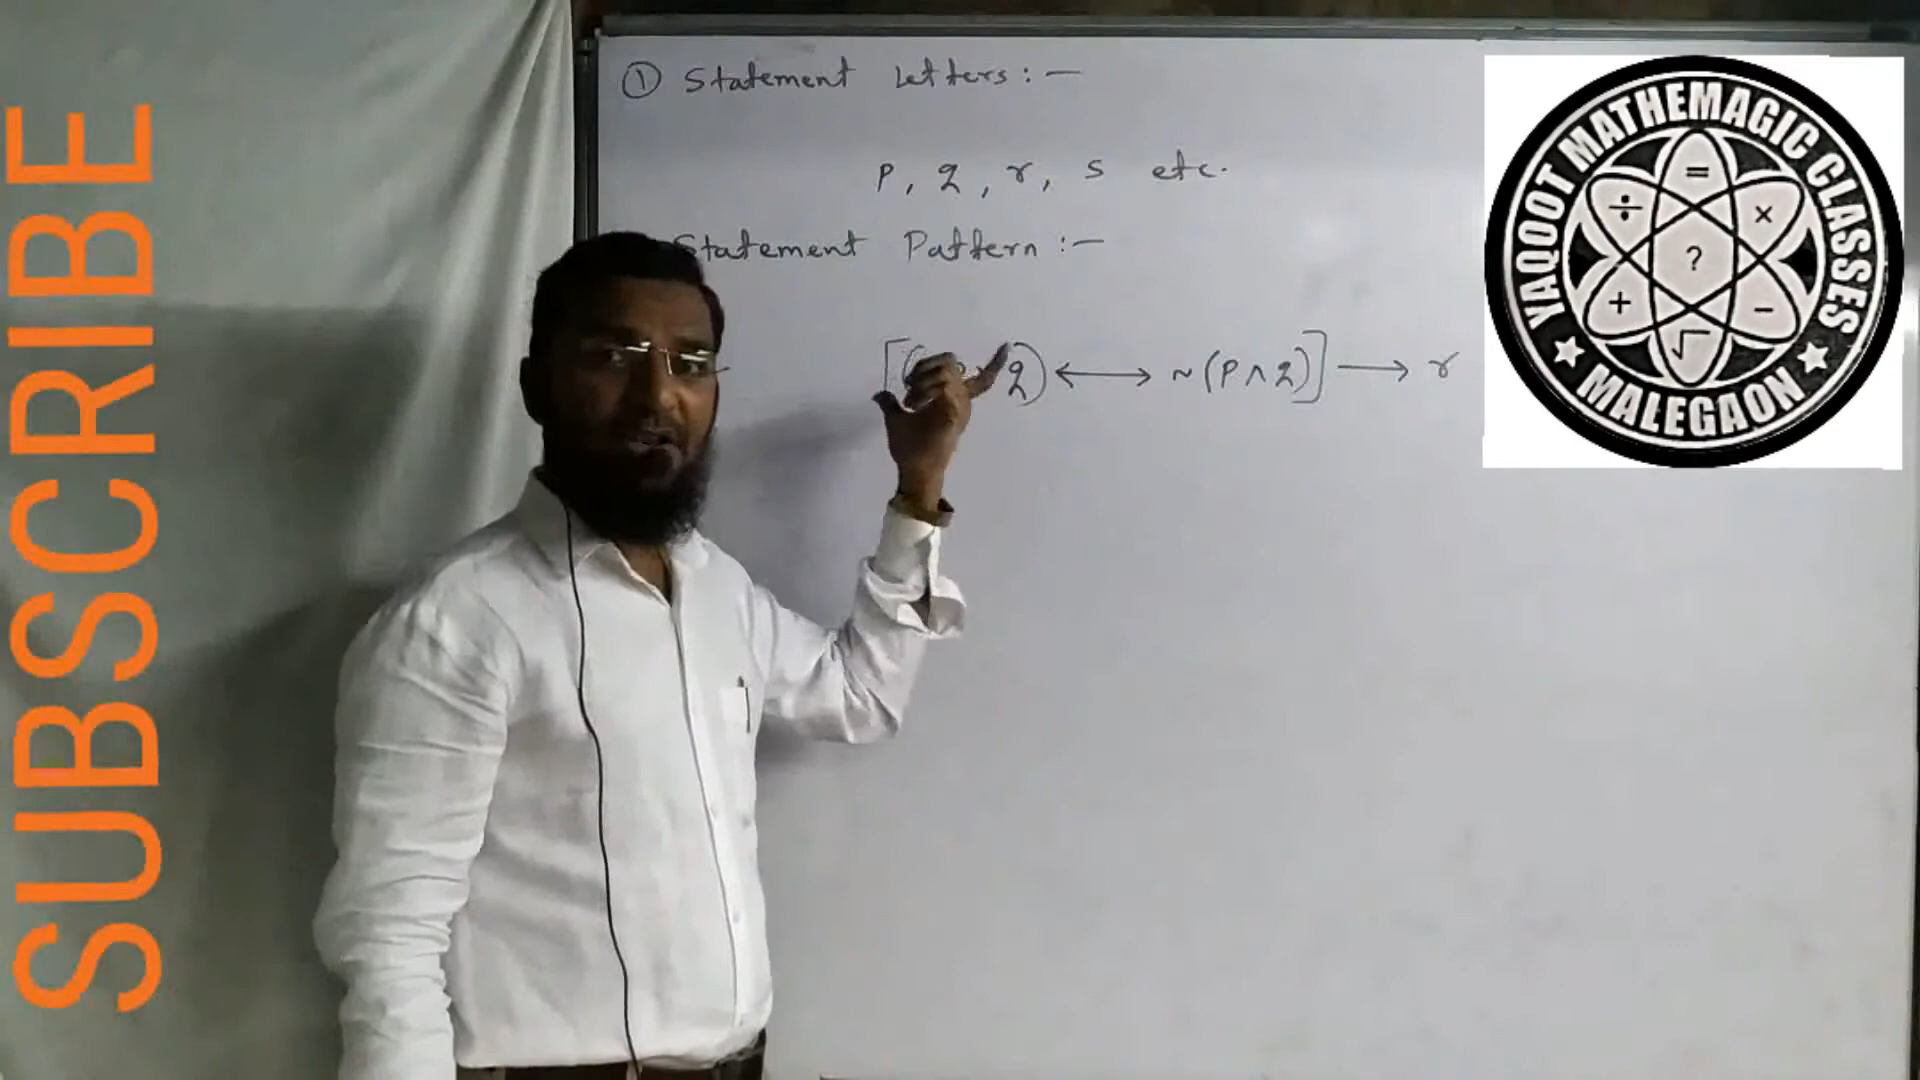 SUBSCRIBE
① Statement Letters : —
p, q, r, s etc.
Statement Pattern : —
q) ⟷ ~(p ∧ q)] ⟶ r
YAQOOT MATHEMAGIC CLASSES
★ MALEGAON ★
= ÷ × ? + − √